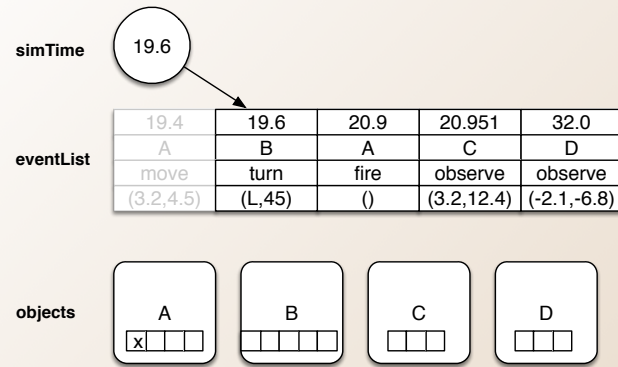 simTime
19.6
eventList
19.4 19.6 20.9 20.951 32.0
A B A C D
move turn fire observe observe
(3.2,4.5) (L,45) () (3.2,12.4) (-2.1,-6.8)
objects
A B C D
x